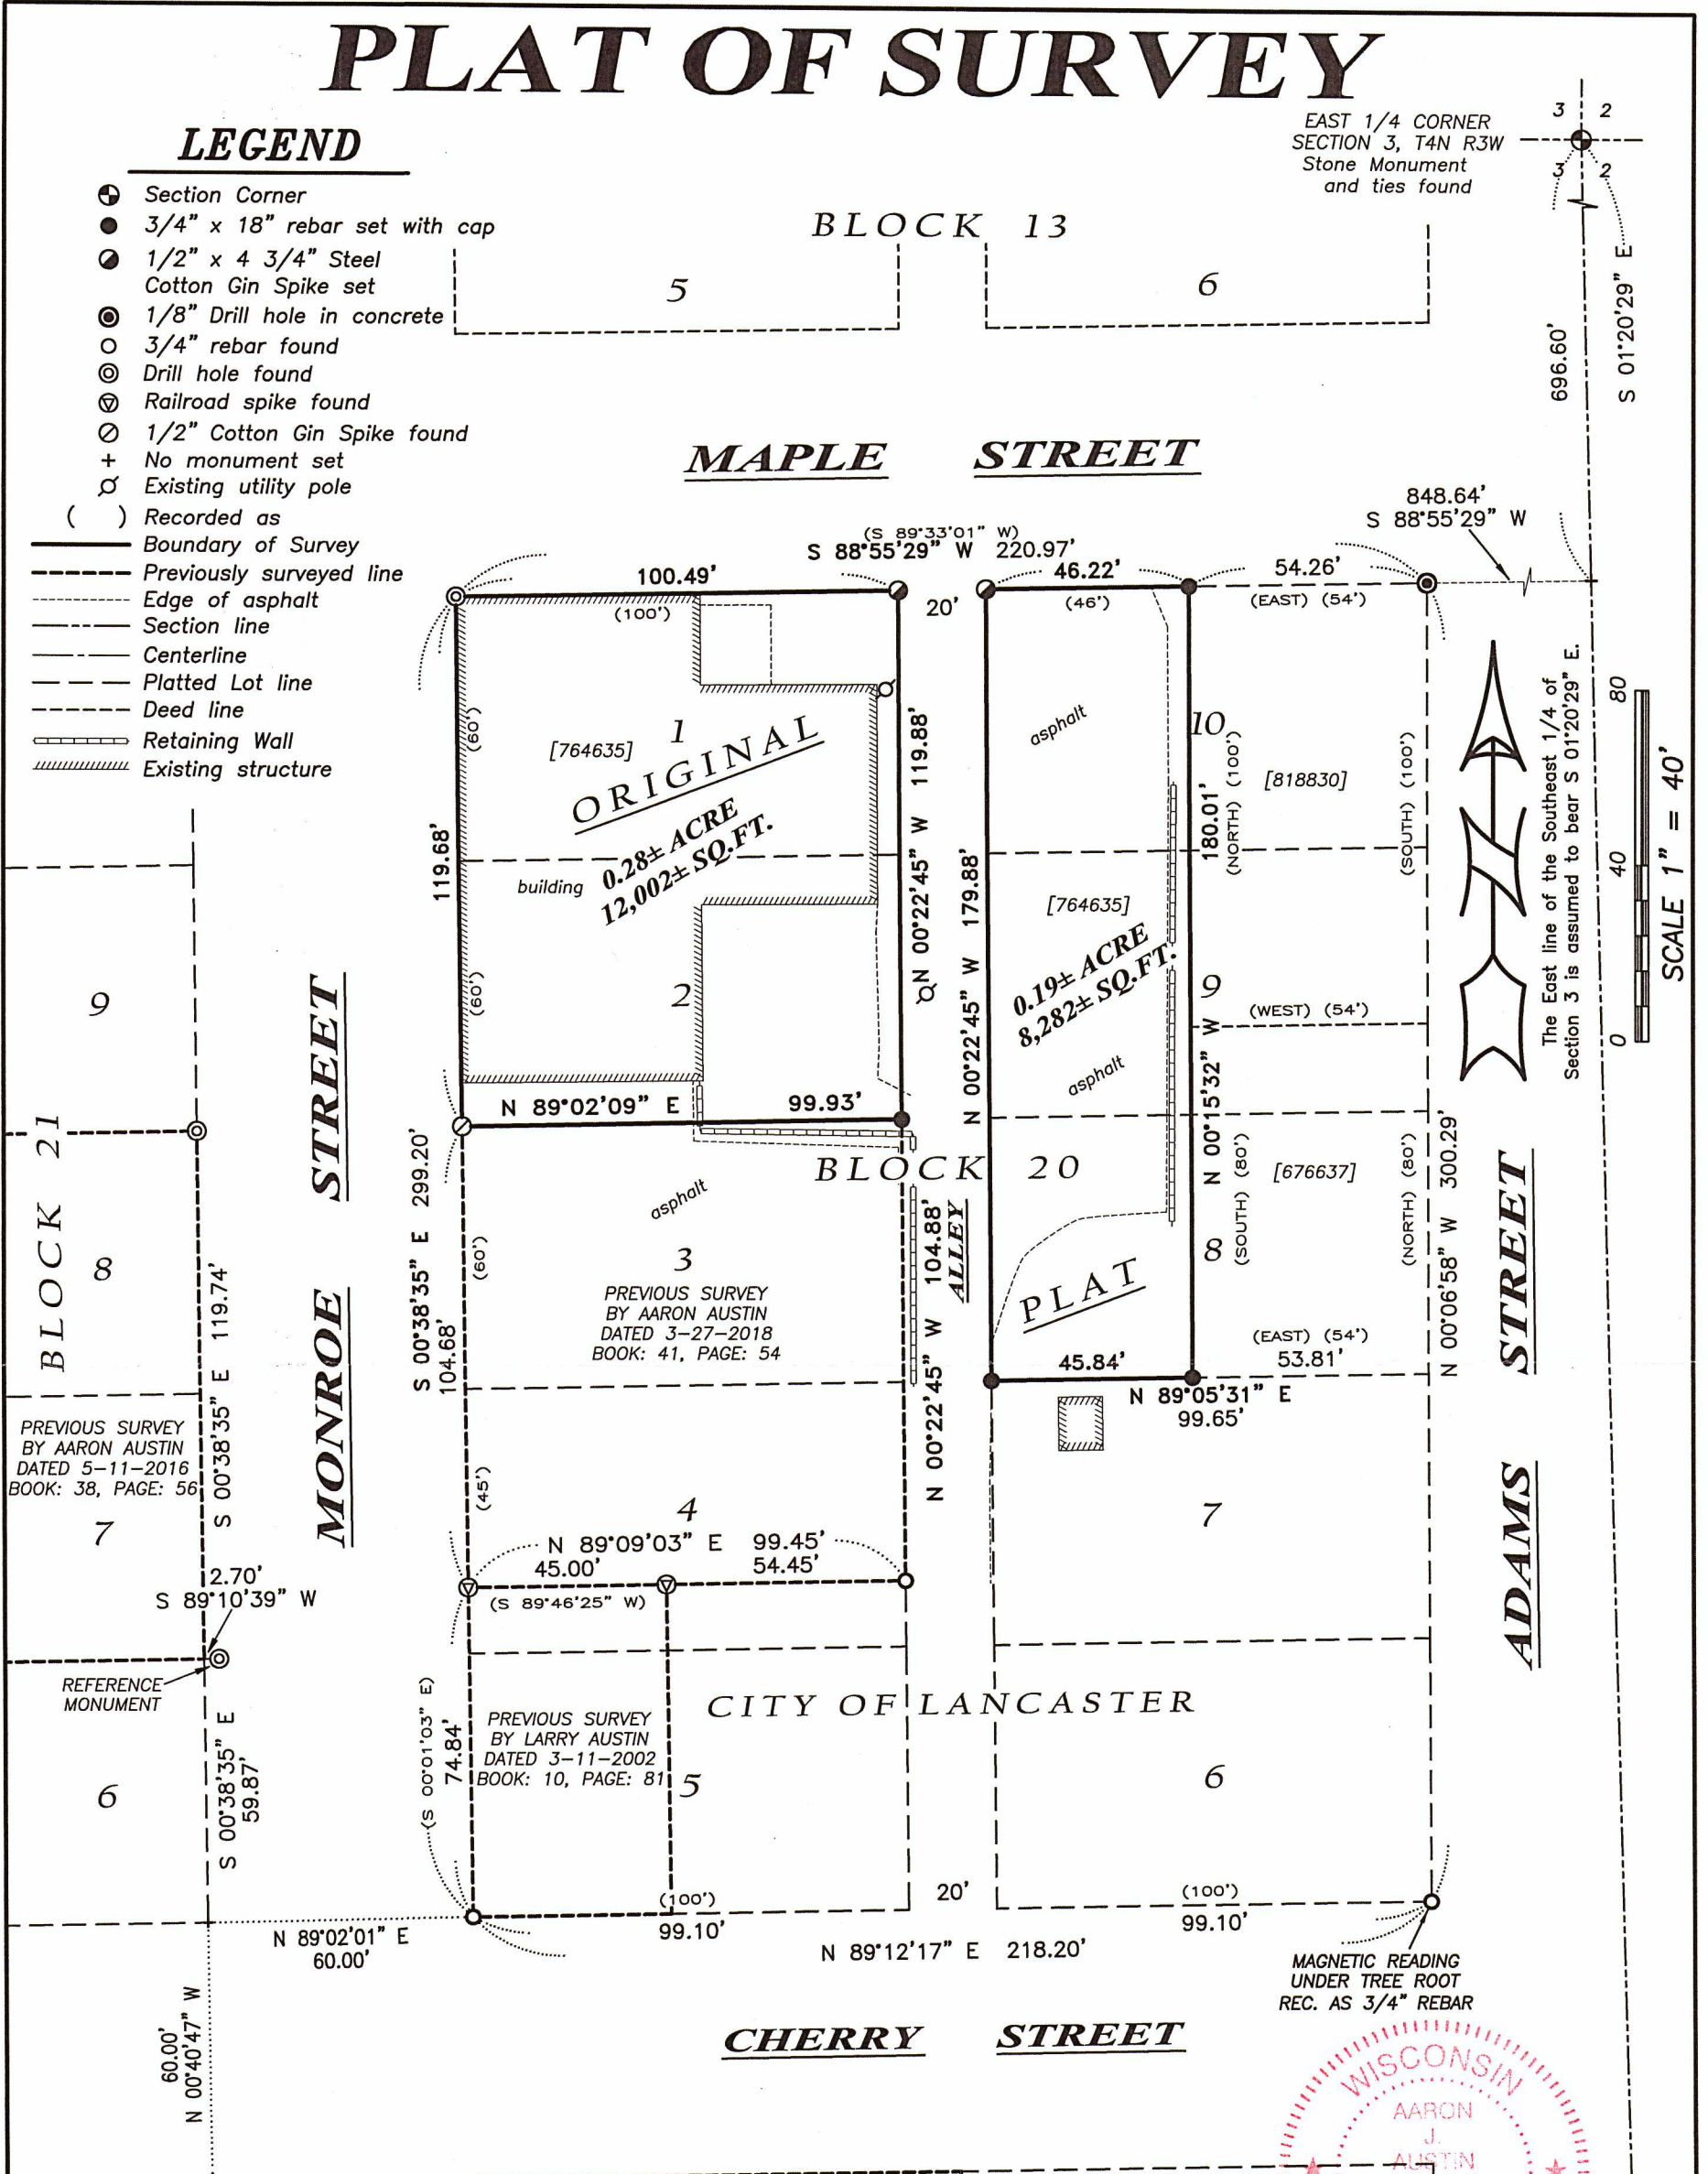 PLAT OF SURVEY
LEGEND
Section Corner
3/4" x 18" rebar set with cap
1/2" x 4 3/4" Steel
Cotton Gin Spike set
1/8" Drill hole in concrete
3/4" rebar found
Drill hole found
Railroad spike found
1/2" Cotton Gin Spike found
No monument set
Existing utility pole
( ) Recorded as
Boundary of Survey
Previously surveyed line
Edge of asphalt
Section line
Centerline
Platted Lot line
Deed line
Retaining Wall
Existing structure
EAST 1/4 CORNER
SECTION 3, T4N R3W
Stone Monument
and ties found
3 2
3 2
BLOCK 13
5
6
696.60'
S 01°20'29" E
MAPLE STREET
848.64'
S 88°55'29" W
(S 89°33'01" W)
S 88°55'29" W 220.97'
100.49'
(100')
20'
46.22'
(46')
54.26'
(EAST) (54')
(60')
1
[764635]
ORIGINAL
0.28± ACRE
12,002± SQ.FT.
building
119.68'
(60')
2
N 00°22'45" W 119.88'
N 00°22'45" W 179.88'
asphalt
10
[818830]
180.01'
(NORTH) (100')
(SOUTH) (100')
[764635]
0.19± ACRE
8,282± SQ.FT.
9
(WEST) (54')
asphalt
N 00°15'32" W
The East line of the Southeast 1/4 of
Section 3 is assumed to bear S 01°20'29" E.
0 40 80
SCALE 1" = 40'
9
BLOCK 21
8
MONROE STREET
N 89°02'09" E 99.93'
S 00°38'35" E 299.20'
104.68'
BLOCK 20
asphalt
(60')
3
PREVIOUS SURVEY
BY AARON AUSTIN
DATED 3-27-2018
BOOK: 41, PAGE: 54
N 00°22'45" W 104.88'
ALLEY
8
(SOUTH) (80')
[676637]
(NORTH) (80')
N 00°06'58" W 300.29'
ADAMS STREET
PLAT
(EAST) (54')
45.84'
53.81'
N 89°05'31" E
99.65'
S 00°38'35" E 119.74'
PREVIOUS SURVEY
BY AARON AUSTIN
DATED 5-11-2016
BOOK: 38, PAGE: 56
7
(45')
4
7
N 89°09'03" E 99.45'
45.00' 54.45'
(S 89°46'25" W)
2.70'
S 89°10'39" W
REFERENCE
MONUMENT
6
S 00°38'35" E
59.87'
(S 00°01'03" E)
74.84'
PREVIOUS SURVEY
BY LARRY AUSTIN
DATED 3-11-2002
BOOK: 10, PAGE: 81
CITY OF LANCASTER
5
6
(100')
99.10'
20'
(100')
99.10'
N 89°02'01" E
60.00'
N 89°12'17" E 218.20'
MAGNETIC READING
UNDER TREE ROOT
REC. AS 3/4" REBAR
60.00'
N 00°40'47" W
CHERRY STREET
WISCONSIN
AARON
J.
AUSTIN